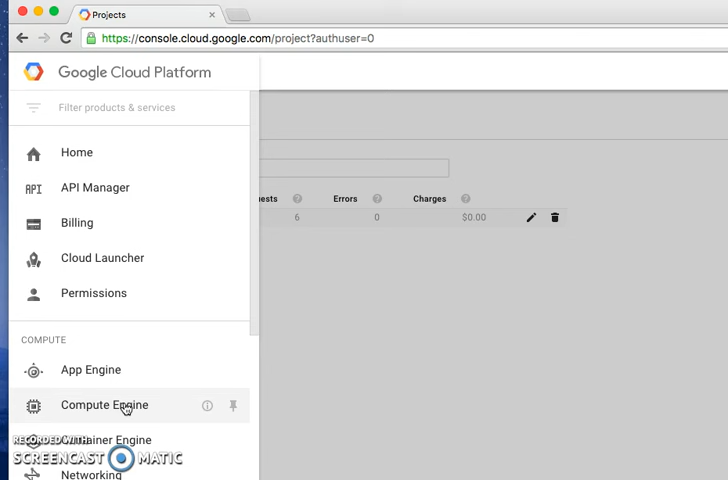 Projects
https://console.cloud.google.com/project?authuser=0
Google Cloud Platform
Filter products & services
Home
uests Errors Charges
API API Manager
6 0 $0.00
Billing
Cloud Launcher
Permissions
COMPUTE
App Engine
Compute Engine
Container Engine
RECORDED WITH
SCREENCAST MATIC
Networking